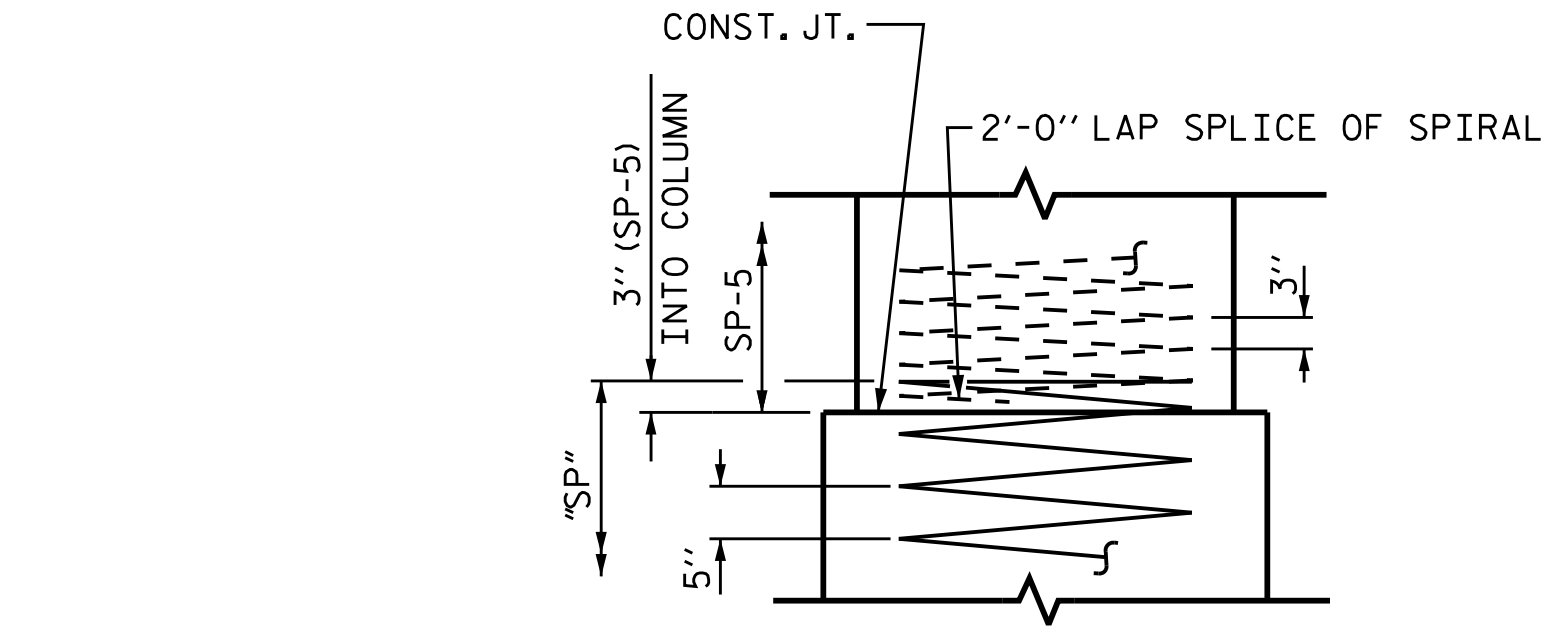 CONST. JT.
2'-0'' LAP SPLICE OF SPIRAL
3'' (SP-5)
INTO COLUMN
SP-5
3''
"SP"
5''